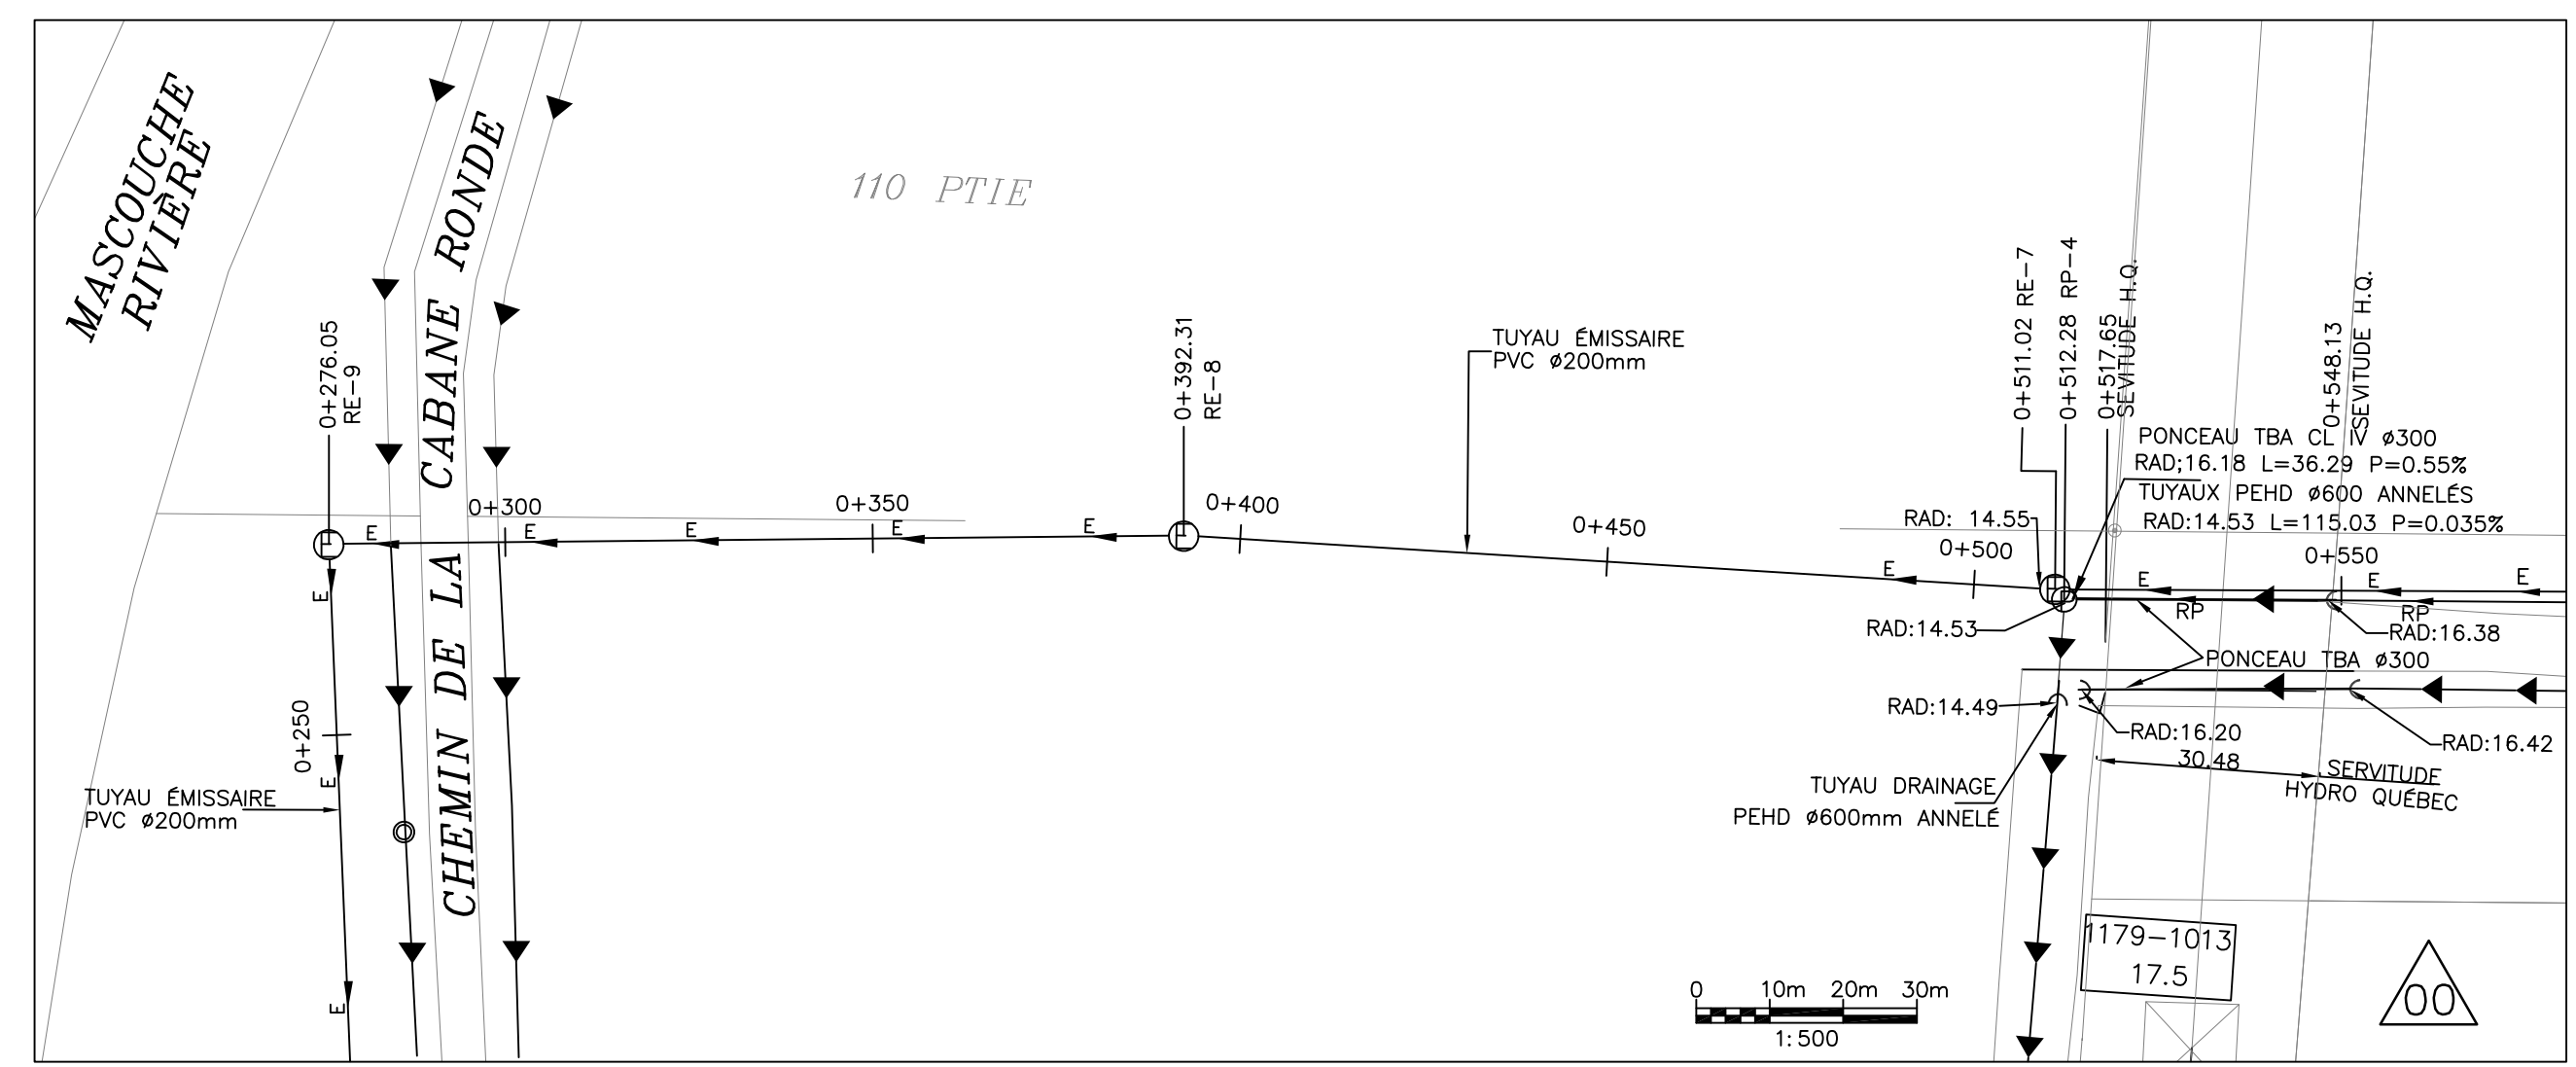 MASCOUCHE
RIVIÈRE
CHEMIN DE LA CABANE RONDE
110 PTIE
0+276.05
RE-9
0+392.31
RE-8
TUYAU ÉMISSAIRE
PVC ø200mm
0+511.02 RE-7
0+512.28 RP-4
0+517.65
SEVITUDE H.Q.
0+548.13
SEVITUDE H.Q.
PONCEAU TBA CL IV ø300
RAD;16.18 L=36.29 P=0.55%
TUYAUX PEHD ø600 ANNELÉS
RAD:14.53 L=115.03 P=0.035%
0+300
0+350
0+400
0+450
0+500
0+550
RAD: 14.55
E
E
E
E
E
E
E
E
E
RP
RP
E
E
E
RAD:14.53
RAD:16.38
PONCEAU TBA ø300
RAD:14.49
RAD:16.20
RAD:16.42
30.48
SERVITUDE
HYDRO QUÉBEC
0+250
TUYAU ÉMISSAIRE
PVC ø200mm
TUYAU DRAINAGE
PEHD ø600mm ANNELÉ
1179-1013
17.5
00
0 10m 20m 30m
1:500